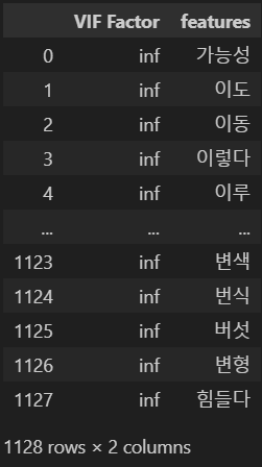 VIF Factor features
0 inf 가능성
1 inf 이도
2 inf 이동
3 inf 이렇다
4 inf 이루
... ... ...
1123 inf 변색
1124 inf 번식
1125 inf 버섯
1126 inf 변형
1127 inf 힘들다
1128 rows × 2 columns